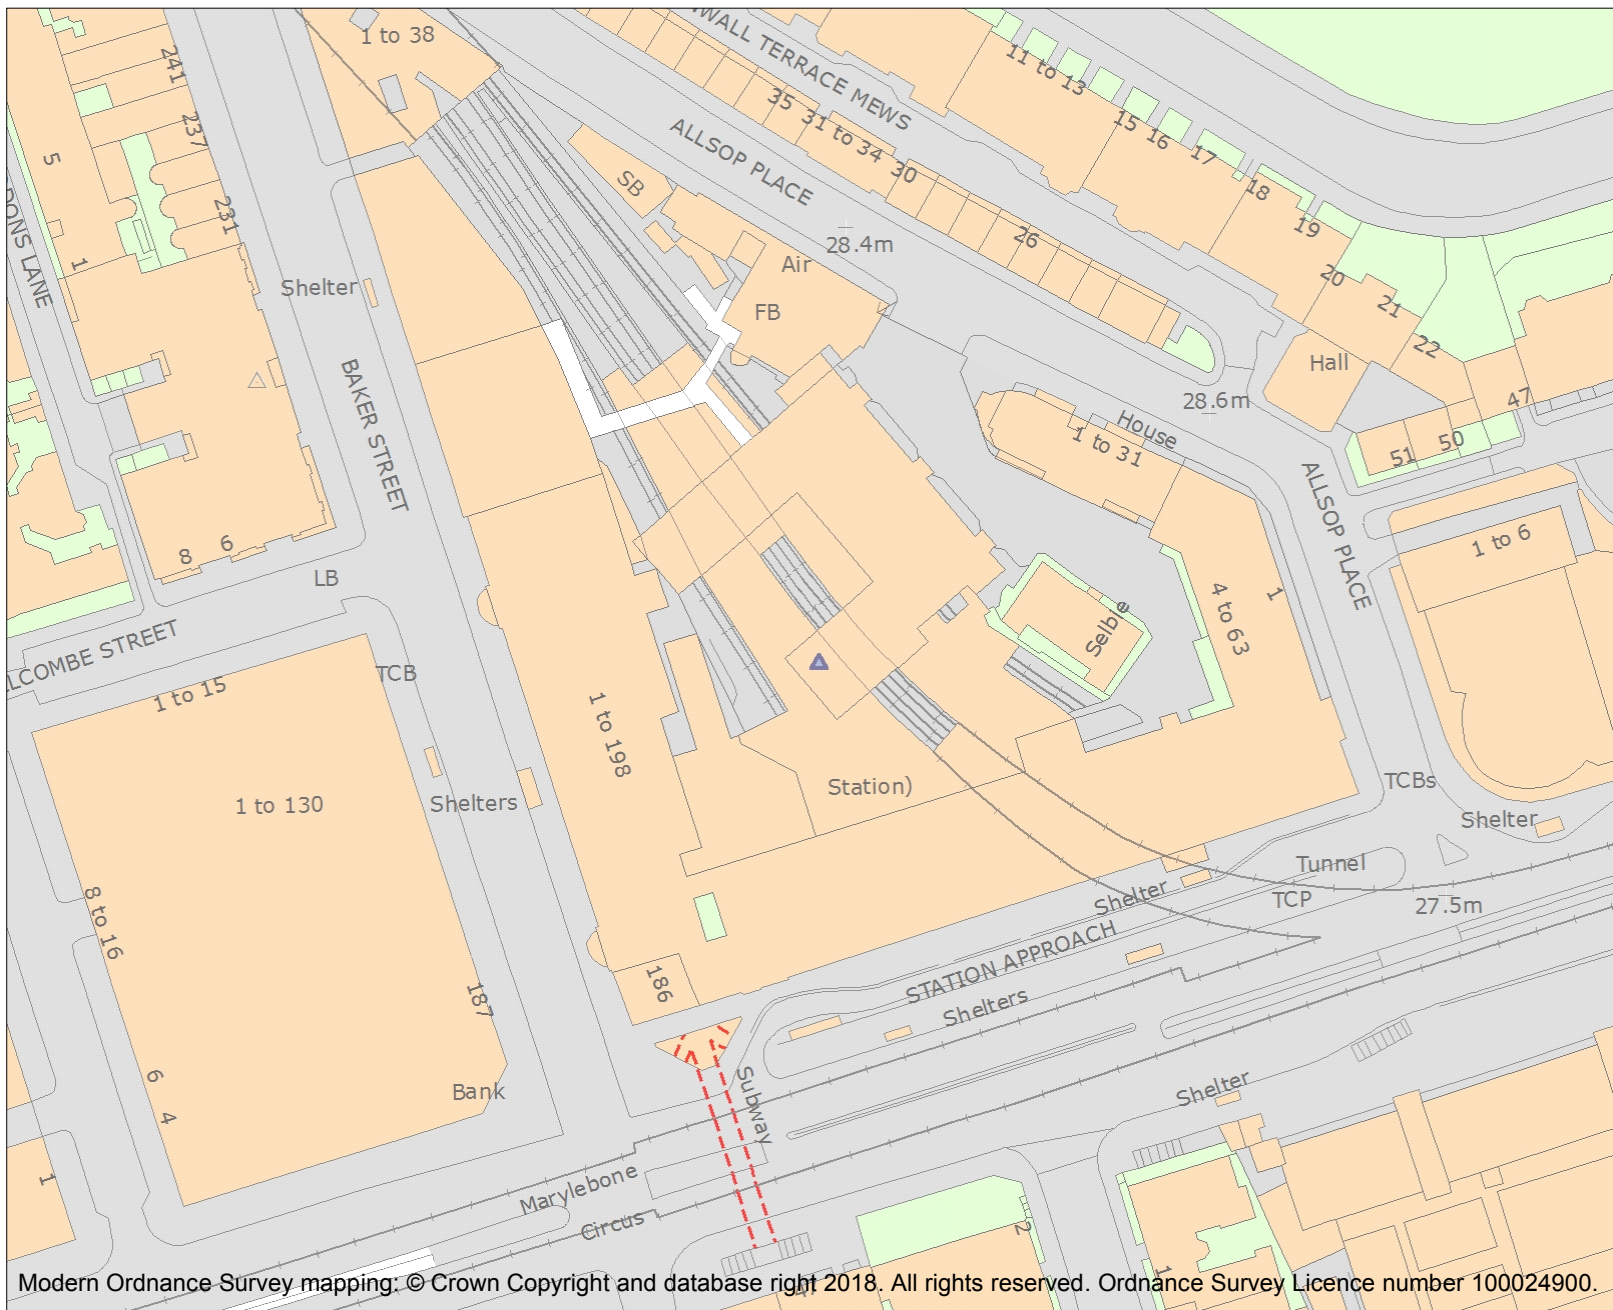 1 to 38
WALL TERRACE MEWS
11 to 13
241
35
31 to 34
15
16
17
237
ALLSOP PLACE
30
18
5
SB
19
231
26
28.4m
DONS LANE
1
Air
20
Shelter
FB
21
22
Hall
BAKER STREET
28.6m
47
House
1 to 31
51
50
ALLSOP PLACE
8
6
1 to 6
LB
4 to 63
1
Selbie
LCOMBE STREET
TCB
1 to 15
1 to 198
Station)
TCBs
1 to 130
Shelters
Shelter
Tunnel
8 to 16
Shelter
TCP
27.5m
STATION APPROACH
186
187
Shelters
6
4
Bank
Subway
Shelter
1
Marylebone
Circus
2
1
Modern Ordnance Survey mapping: © Crown Copyright and database right 2018. All rights reserved. Ordnance Survey Licence number 100024900.